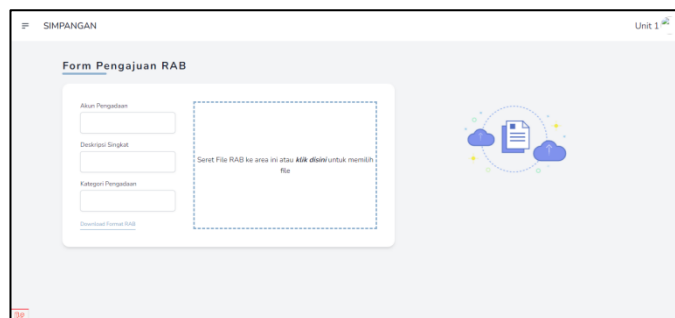 SIMPANGAN
Unit 1
Form Pengajuan RAB
Akun Pengadaan
Deskripsi Singkat
Kategori Pengadaan
Download Format RAB
Seret File RAB ke area ini atau klik disini untuk memilih
file